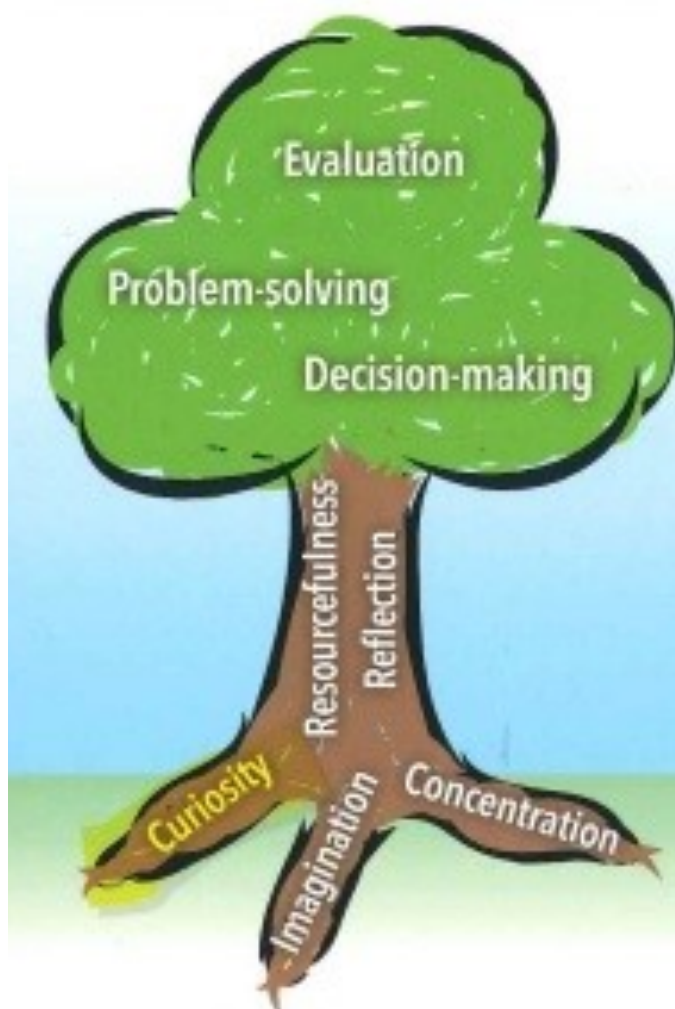 Evaluation
Problem-solving
Decision-making
Resourcefulness
Reflection
Curiosity
Imagination
Concentration